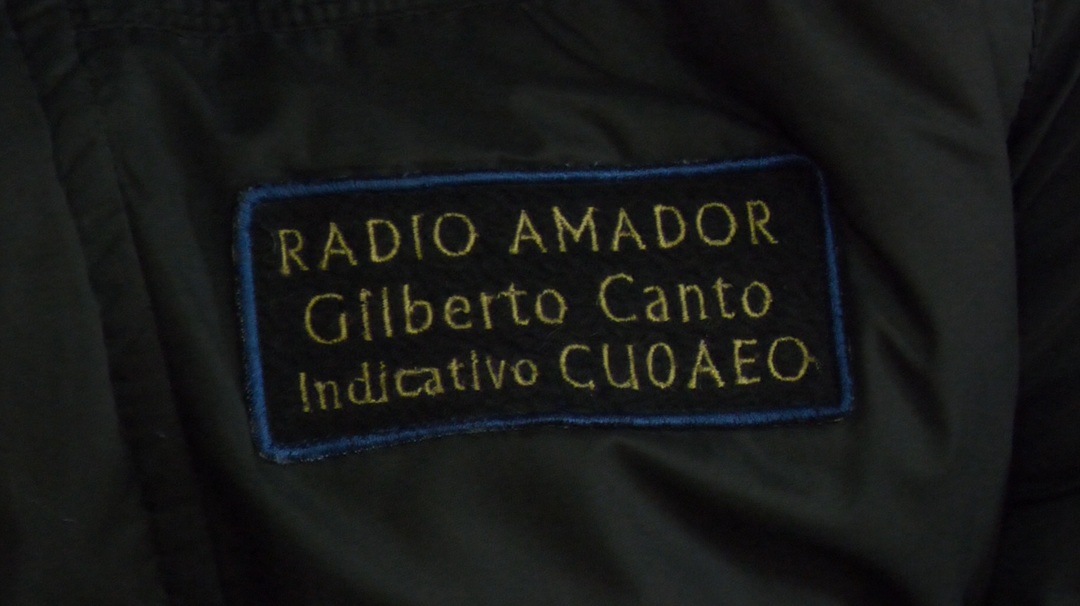 RADIO AMADOR
Gilberto Canto
Indicativo CU0AEO